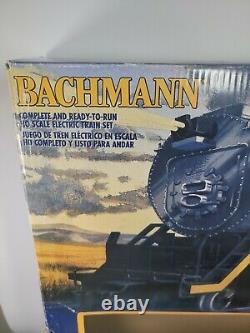 BACHMANN
COMPLETE AND READY-TO-RUN
HO SCALE ELECTRIC TRAIN SET
JUEGO DE TREN ELÉCTRICO EN ESCALA
HO COMPLETO Y LISTO PARA ANDAR